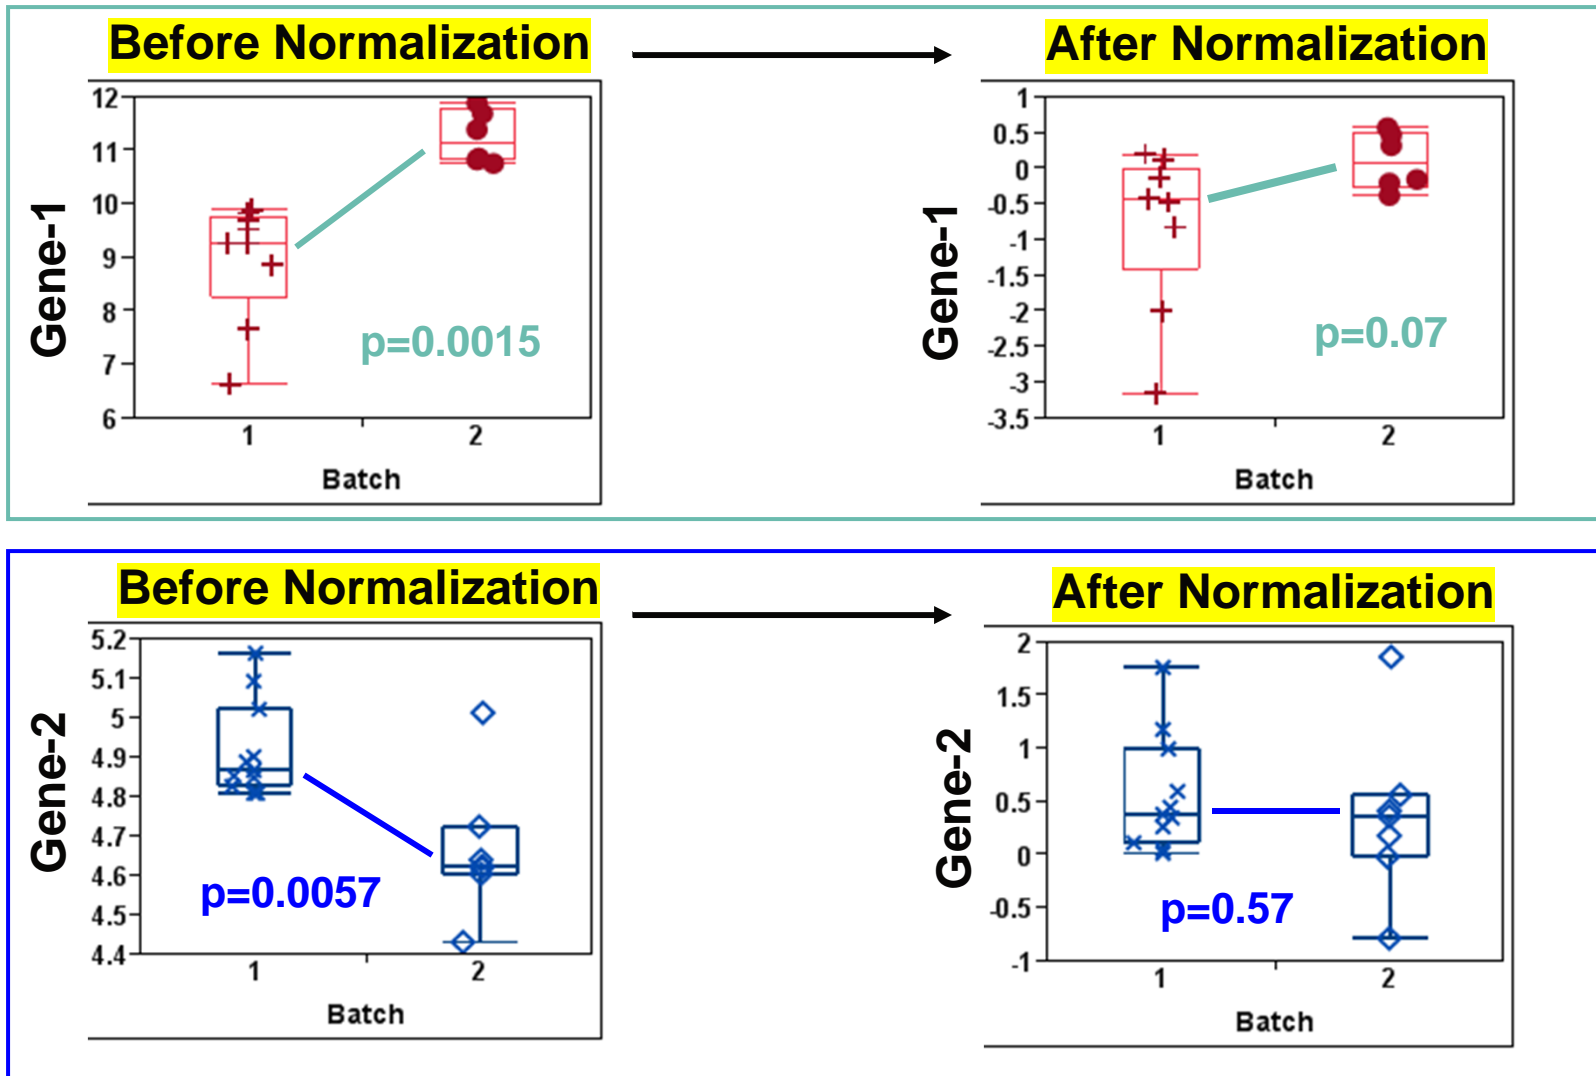 Before Normalization
After Normalization
Gene-1
12
11
10
9
8
7
6
p=0.0015
1
2
Batch
Gene-1
1
0.5
0
-0.5
-1
-1.5
-2
-2.5
-3
-3.5
p=0.07
1
2
Batch
Before Normalization
After Normalization
Gene-2
5.2
5.1
5
4.9
4.8
4.7
4.6
4.5
4.4
p=0.0057
1
2
Batch
Gene-2
2
1.5
1
0.5
0
-0.5
-1
p=0.57
1
2
Batch